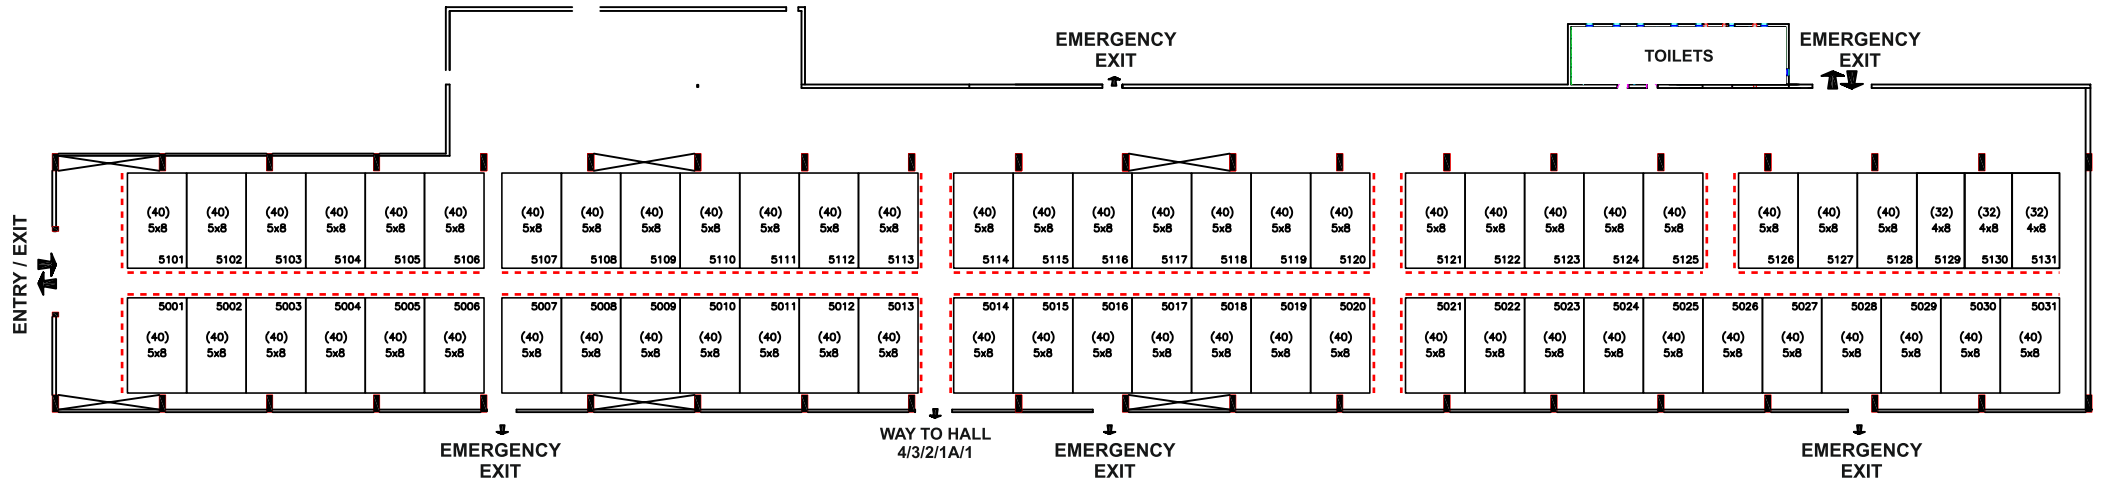 EMERGENCY
EXIT
TOILETS
EMERGENCY
EXIT
ENTRY / EXIT
(40) (40) (40) (40) (40) (40) (40) (40) (40) (40) (40) (40) (40) (40) (40) (40) (40) (40) (40) (40) (40) (40) (40) (40) (40) (40) (40) (40) (32) (32) (32)
5x8 5x8 5x8 5x8 5x8 5x8 5x8 5x8 5x8 5x8 5x8 5x8 5x8 5x8 5x8 5x8 5x8 5x8 5x8 5x8 5x8 5x8 5x8 5x8 5x8 5x8 5x8 5x8 4x8 4x8 4x8
5101 5102 5103 5104 5105 5106 5107 5108 5109 5110 5111 5112 5113 5114 5115 5116 5117 5118 5119 5120 5121 5122 5123 5124 5125 5126 5127 5128 5129 5130 5131
5001 5002 5003 5004 5005 5006 5007 5008 5009 5010 5011 5012 5013 5014 5015 5016 5017 5018 5019 5020 5021 5022 5023 5024 5025 5026 5027 5028 5029 5030 5031
(40) (40) (40) (40) (40) (40) (40) (40) (40) (40) (40) (40) (40) (40) (40) (40) (40) (40) (40) (40) (40) (40) (40) (40) (40) (40) (40) (40) (40) (40) (40)
5x8 5x8 5x8 5x8 5x8 5x8 5x8 5x8 5x8 5x8 5x8 5x8 5x8 5x8 5x8 5x8 5x8 5x8 5x8 5x8 5x8 5x8 5x8 5x8 5x8 5x8 5x8 5x8 5x8 5x8 5x8
EMERGENCY
EXIT
WAY TO HALL
4/3/2/1A/1
EMERGENCY
EXIT
EMERGENCY
EXIT